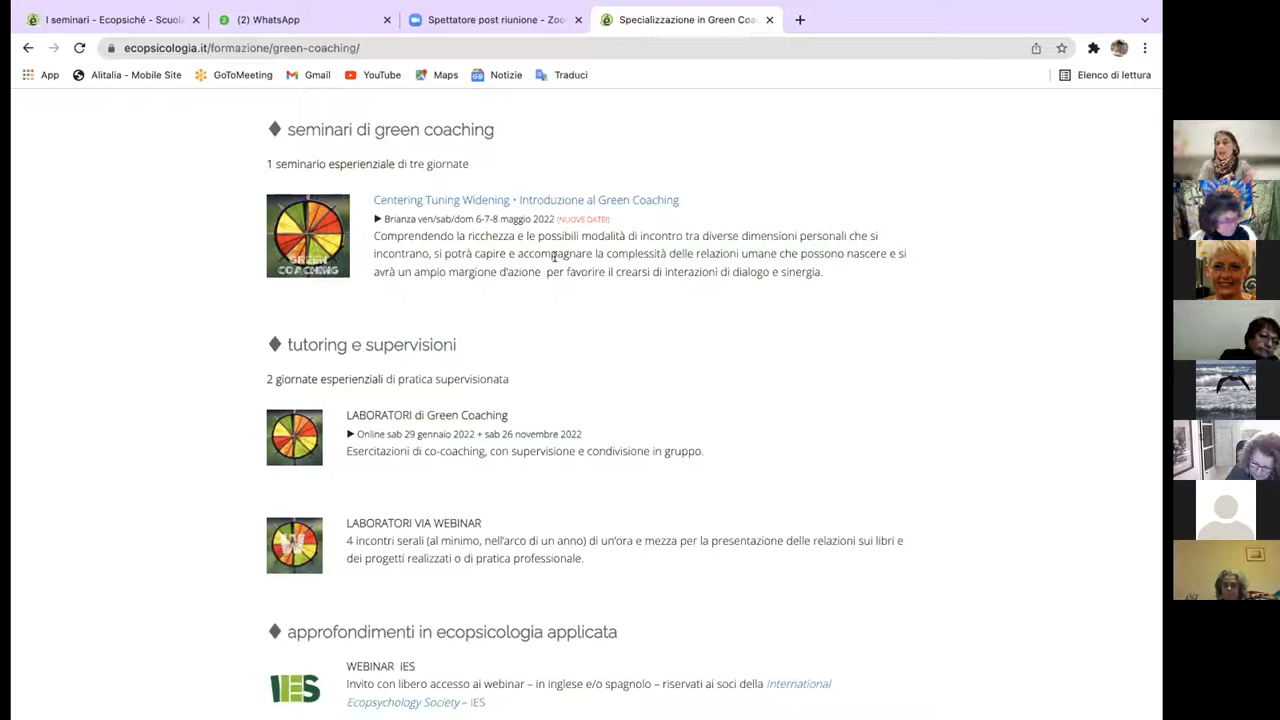 I seminari - Ecopsiché - Scuola
(2) WhatsApp
Spettatore post riunione - Zoo
Specializzazione in Green Coa
ecopsicologia.it/formazione/green-coaching/
App
Alitalia - Mobile Site
GoToMeeting
Gmail
YouTube
Maps
Notizie
Traduci
Elenco di lettura
seminari di green coaching
1 seminario esperienziale di tre giornate
GREEN
COACHING
Centering Tuning Widening • Introduzione al Green Coaching
Brianza ven/sab/dom 6-7-8 maggio 2022 (NUOVE DATE!)
Comprendendo la ricchezza e le possibili modalità di incontro tra diverse dimensioni personali che si
incontrano, si potrà capire e accompagnare la complessità delle relazioni umane che possono nascere e si
avrà un ampio margione d'azione per favorire il crearsi di interazioni di dialogo e sinergia.
tutoring e supervisioni
2 giornate esperienziali di pratica supervisionata
LABORATORI di Green Coaching
Online sab 29 gennaio 2022 + sab 26 novembre 2022
Esercitazioni di co-coaching, con supervisione e condivisione in gruppo.
W
LABORATORI VIA WEBINAR
4 incontri serali (al minimo, nell'arco di un anno) di un'ora e mezza per la presentazione delle relazioni sui libri e
dei progetti realizzati o di pratica professionale.
approfondimenti in ecopsicologia applicata
IES
WEBINAR IES
Invito con libero accesso ai webinar – in inglese e/o spagnolo – riservati ai soci della International
Ecopsychology Society – IES